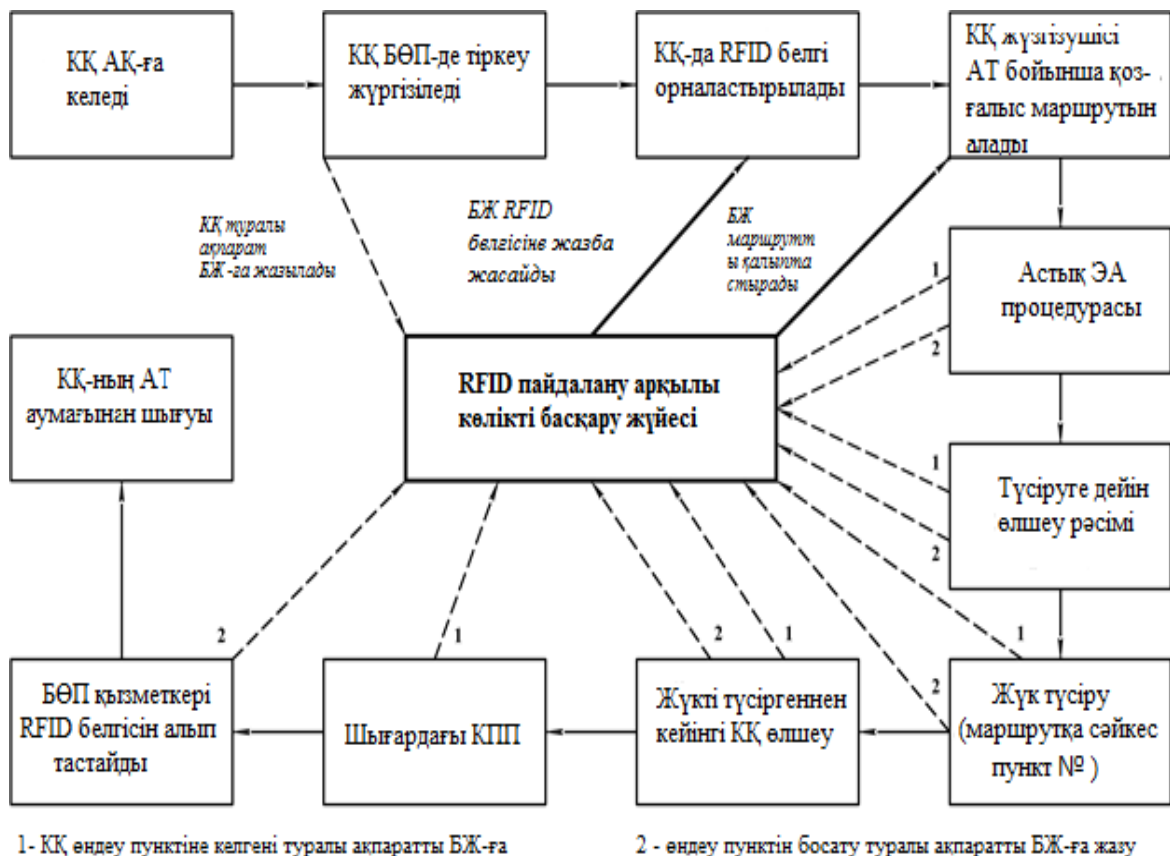 КҚ АҚ-ға
келеді
КҚ БӨП-де тіркеу
жүргізіледі
КҚ-да RFID белгі
орналастырылады
КҚ жүзгізушісі
АТ бойынша қоз-
ғалыс маршрутын
алады
КҚ туралы
ақпарат
БЖ-га жазылады
БЖ RFID
белгісіне жазба
жасайды
БЖ
маршрутт
ы қалыпта
стырады
1
2
Астық ЭА
процедурасы
КҚ-ның АТ
аумағынан шығуы
RFID пайдалану арқылы
көлікті басқару жүйесі
1
2
Түсіруге дейін
өлшеу рәсімі
2
1
2
1
1
2
БӨП қызметкері
RFID белгісін алып
тастайды
Шығардағы КПП
Жүкті түсіргеннен
кейінгі КҚ өлшеу
Жүк түсіру
(маршрутқа сәйкес
пункт № )
1- КҚ өңдеу пунктіне келгені туралы ақпаратты БЖ-ға
2 - өңдеу пунктін босату туралы ақпаратты БЖ-ға жазу